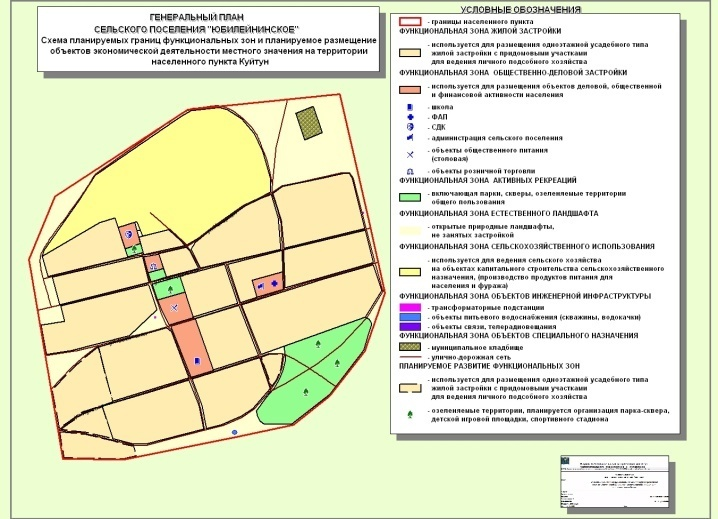 ГЕНЕРАЛЬНЫЙ ПЛАН
СЕЛЬСКОГО ПОСЕЛЕНИЯ "ЮБИЛЕЙНИНСКОЕ"
Схема планируемых границ функциональных зон и планируемое размещение
объектов экономической деятельности местного значения на территории
населенного пункта Куйтун
УСЛОВНЫЕ ОБОЗНАЧЕНИЯ
- границы населенного пункта
ФУНКЦИОНАЛЬНАЯ ЗОНА ЖИЛОЙ ЗАСТРОЙКИ
- используется для размещения одноэтажной усадебного типа
жилой застройки с придомовыми участками
для ведения личного подсобного хозяйства
ФУНКЦИОНАЛЬНАЯ ЗОНА ОБЩЕСТВЕННО-ДЕЛОВОЙ ЗАСТРОЙКИ
- используется для размещения объектов деловой, общественной
и финансовой активности населения
- школа
- ФАП
- СДК
- администрация сельского поселения
- объекты общественного питания
(столовая)
- объекты розничной торговли
ФУНКЦИОНАЛЬНАЯ ЗОНА АКТИВНЫХ РЕКРЕАЦИЙ
- включающая парки, скверы, озеленяемые территории
общего пользования
ФУНКЦИОНАЛЬНАЯ ЗОНА ЕСТЕСТВЕННОГО ЛАНДШАФТА
- открытые природные ландшафты,
не занятых застройкой
ФУНКЦИОНАЛЬНАЯ ЗОНА СЕЛЬСКОХОЗЯЙСТВЕННОГО ИСПОЛЬЗОВАНИЯ
- используется для ведения сельского хозяйства
на объектах капитального строительства сельскохозяйственного
назначения, (производство продуктов питания для
населения и фуража)
ФУНКЦИОНАЛЬНАЯ ЗОНА ОБЪЕКТОВ ИНЖЕНЕРНОЙ ИНФРАСТРУКТУРЫ
- трансформаторные подстанции
- объекты питьевого водоснабжения (скважины, водокачки)
- объекты связи, телерадиовещания
ФУНКЦИОНАЛЬНАЯ ЗОНА ОБЪЕКТОВ СПЕЦИАЛЬНОГО НАЗНАЧЕНИЯ
- муниципальное кладбище
- улично-дорожная сеть
ПЛАНИРУЕМОЕ РАЗВИТИЕ ФУНКЦИОНАЛЬНЫХ ЗОН
- используется для размещения одноэтажной усадебного типа
жилой застройки с придомовыми участками
для ведения личного подсобного хозяйства
- озеленяемые территории, планируется организация парка-сквера,
детской игровой площадки, спортивного стадиона